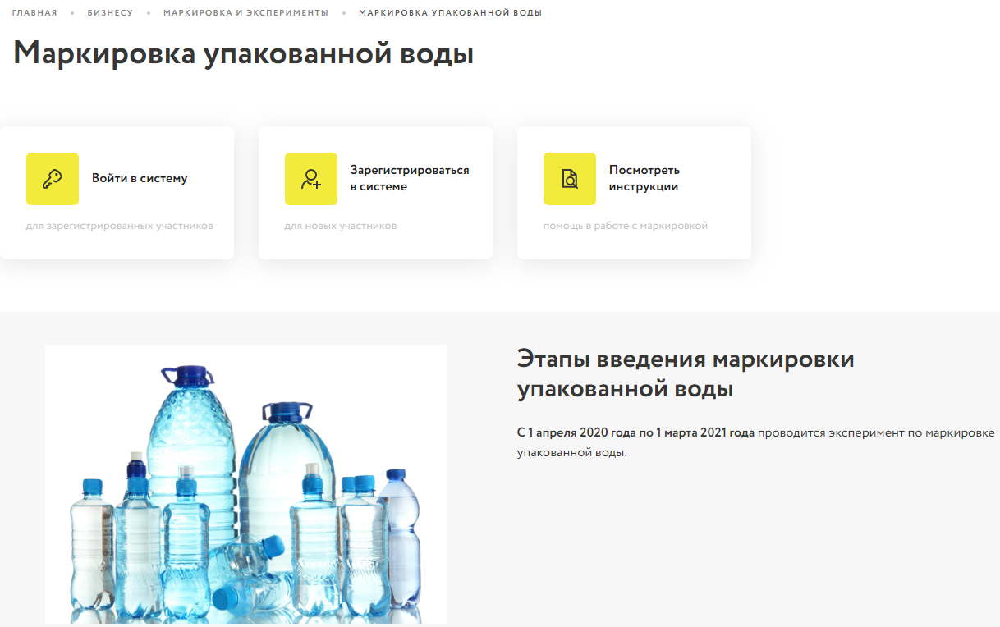 ГЛАВНАЯ • БИЗНЕСУ • МАРКИРОВКА И ЭКСПЕРИМЕНТЫ • МАРКИРОВКА УПАКОВАННОЙ ВОДЫ
Маркировка упакованной воды
Войти в систему
для зарегистрированных участников
Зарегистрироваться
в системе
для новых участников
Посмотреть
инструкции
помощь в работе с маркировкой
Этапы введения маркировки
упакованной воды
С 1 апреля 2020 года по 1 марта 2021 года проводится эксперимент по маркировке
упакованной воды.